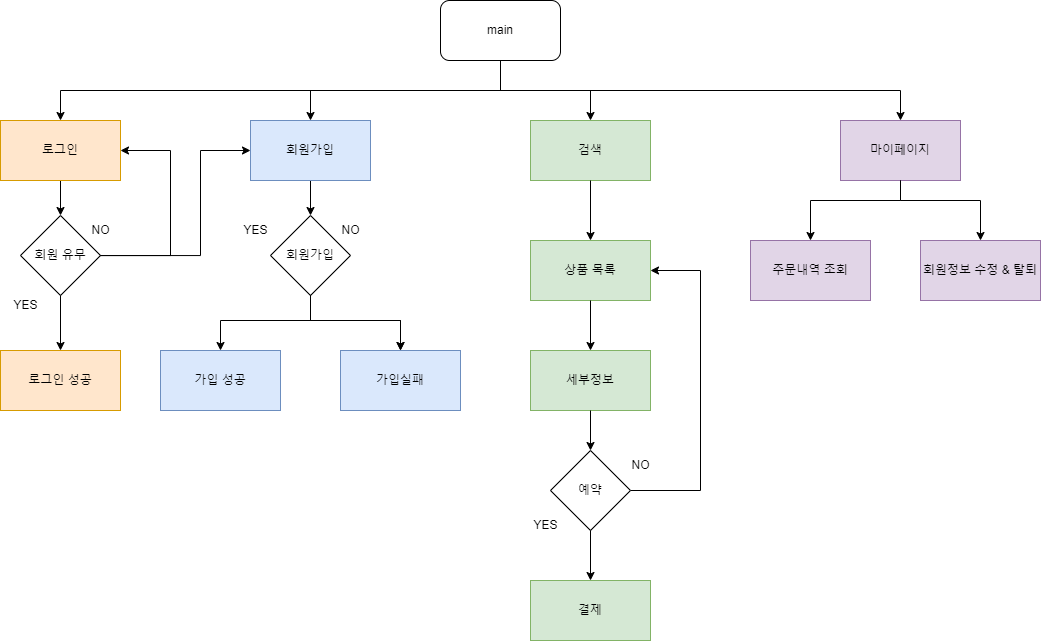 main
로그인
회원가입
검색
마이페이지
회원 유무
NO
YES
회원가입
YES
NO
로그인 성공
가입 성공
가입실패
상품 목록
세부정보
예약
NO
YES
결제
주문내역 조회
회원정보 수정 & 탈퇴